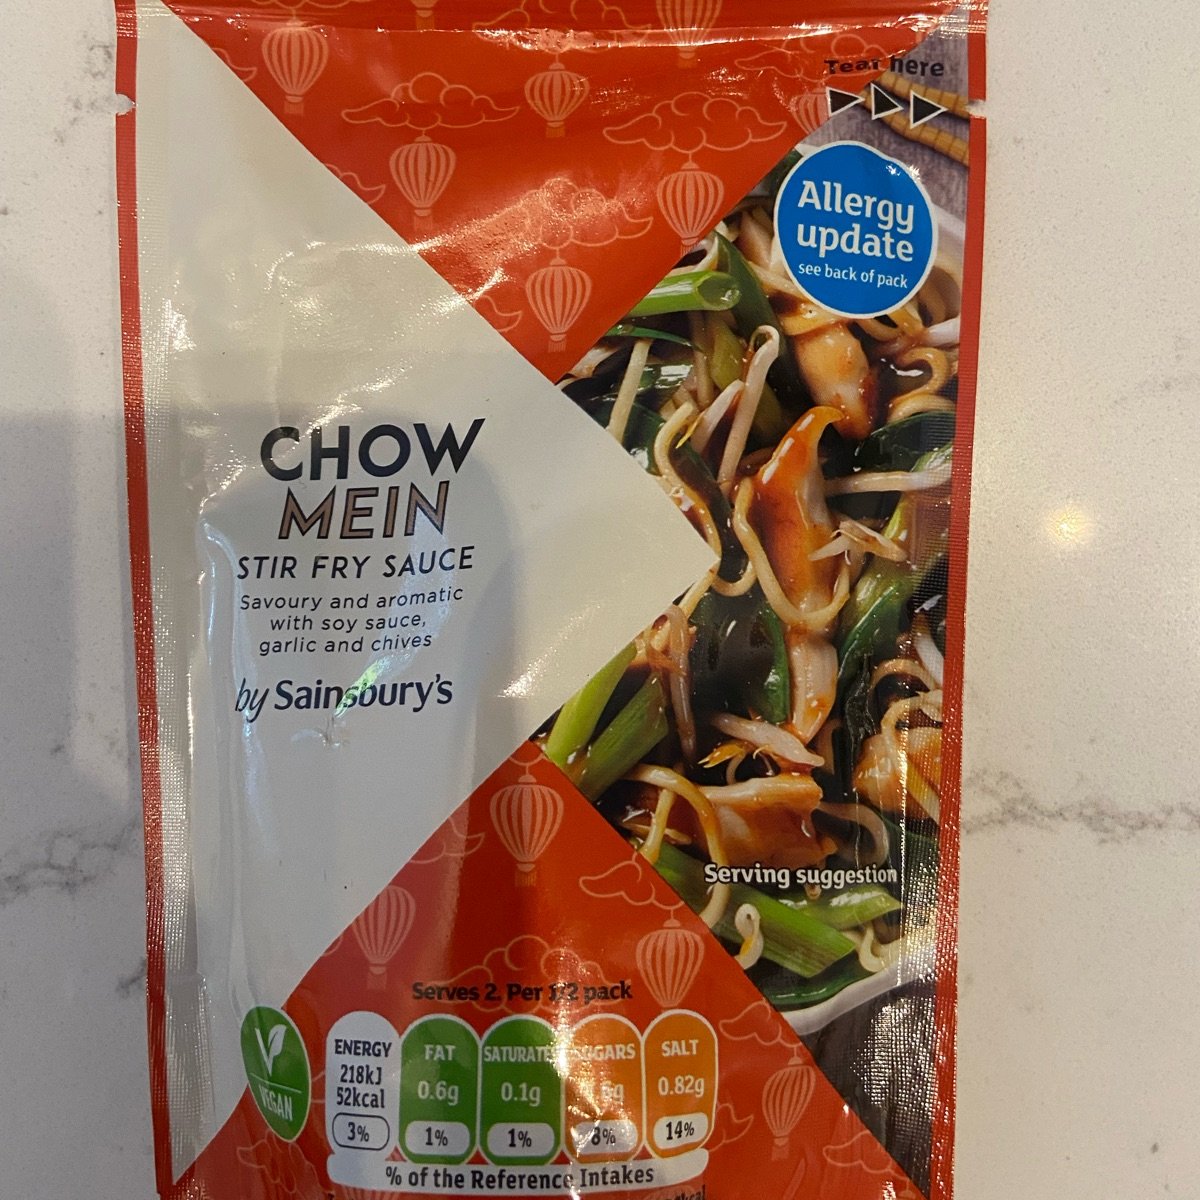 Tear here
Allergy
update
see back of pack
CHOW
MEIN
STIR FRY SAUCE
Savoury and aromatic
with soy sauce,
garlic and chives
by Sainsbury's
Serving suggestion
Serves 2. Per 1/2 pack
VEGAN
ENERGY
218kJ
52kcal
3%
FAT
0.6g
1%
SATURATES
0.1g
1%
SUGARS
8%
SALT
0.82g
14%
% of the Reference Intakes